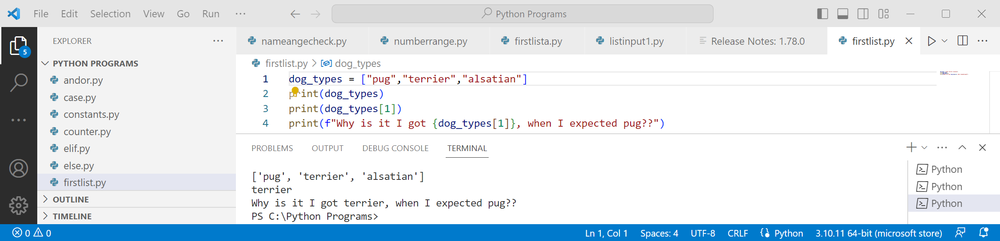 File Edit Selection View Go Run ··· Python Programs
5
EXPLORER ···
PYTHON PROGRAMS
andor.py
case.py
constants.py
counter.py
elif.py
else.py
firstlist.py
OUTLINE
TIMELINE
nameangecheck.py numberrange.py firstlista.py listinput1.py Release Notes: 1.78.0 firstlist.py
firstlist.py > dog_types
1 dog_types = ["pug","terrier","alsatian"]
2 print(dog_types)
3 print(dog_types[1])
4 print(f"Why is it I got {dog_types[1]}, when I expected pug??")
PROBLEMS OUTPUT DEBUG CONSOLE TERMINAL
['pug', 'terrier', 'alsatian']
terrier
Why is it I got terrier, when I expected pug??
PS C:\Python Programs>
Python
Python
Python
0 0 Ln 1, Col 1 Spaces: 4 UTF-8 CRLF Python 3.10.11 64-bit (microsoft store)